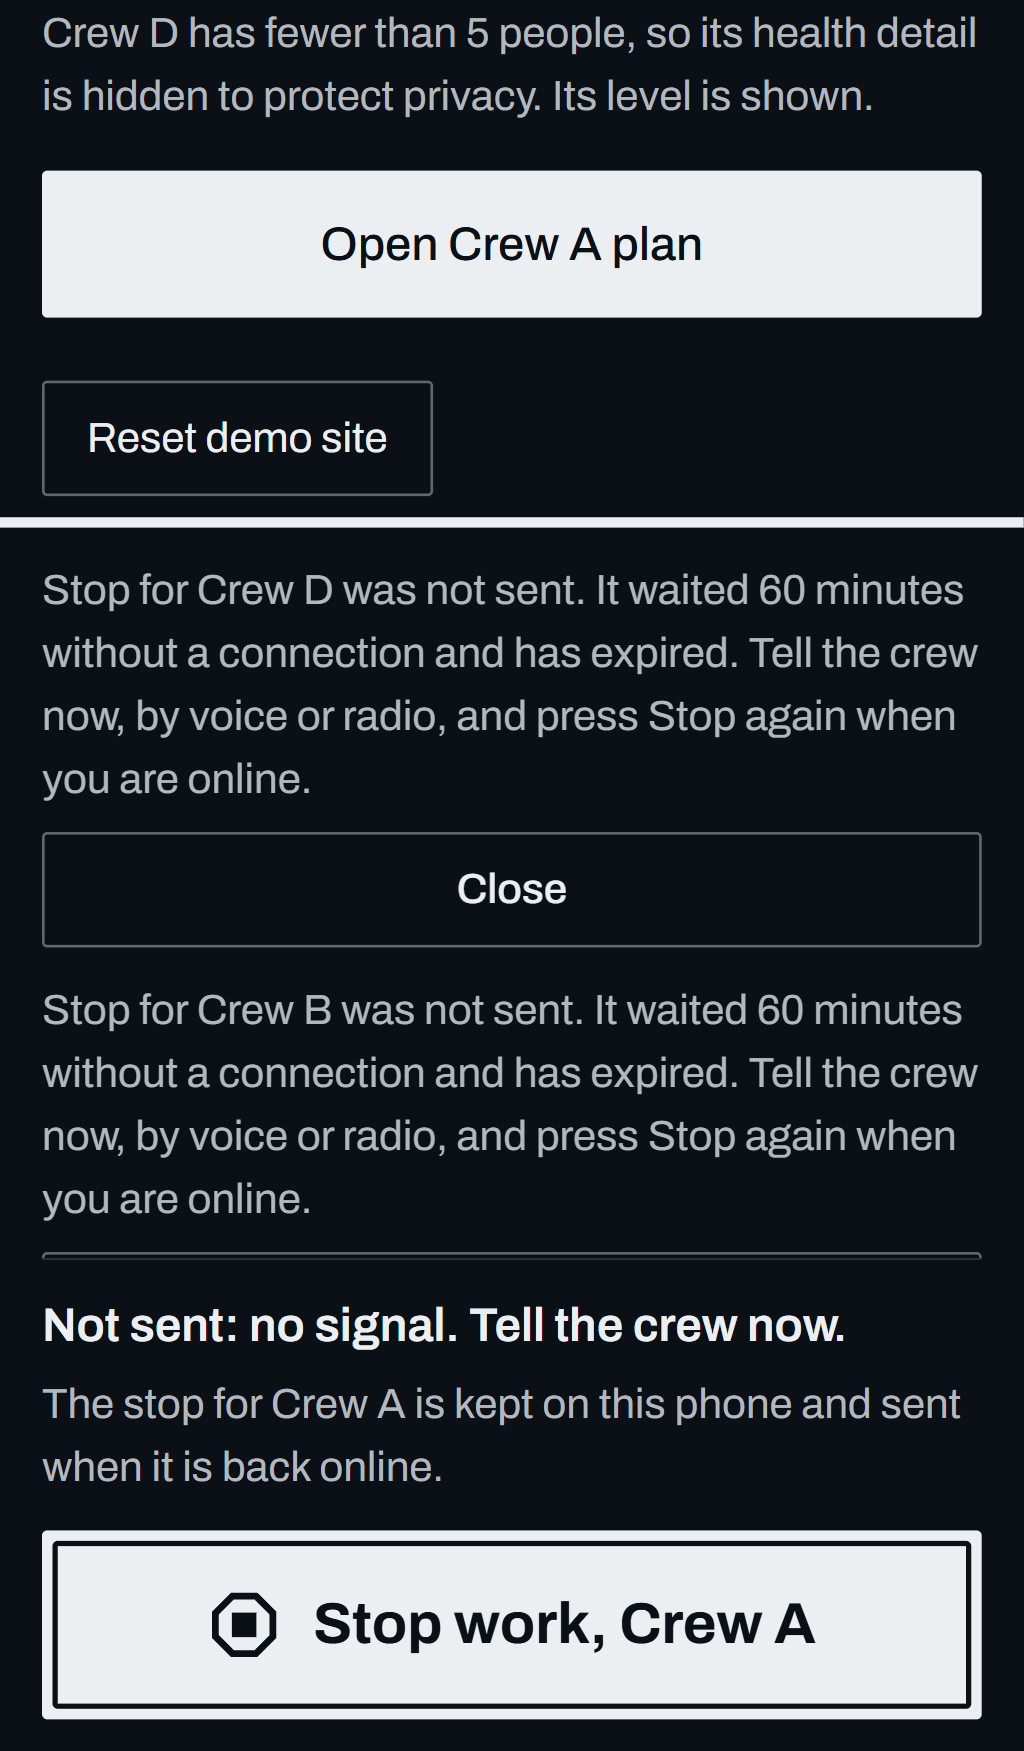 Crew D has fewer than 5 people, so its health detail
is hidden to protect privacy. Its level is shown.
Open Crew A plan
Reset demo site
Stop for Crew D was not sent. It waited 60 minutes
without a connection and has expired. Tell the crew
now, by voice or radio, and press Stop again when
you are online.
Close
Stop for Crew B was not sent. It waited 60 minutes
without a connection and has expired. Tell the crew
now, by voice or radio, and press Stop again when
you are online.
Not sent: no signal. Tell the crew now.
The stop for Crew A is kept on this phone and sent
when it is back online.
Stop work, Crew A